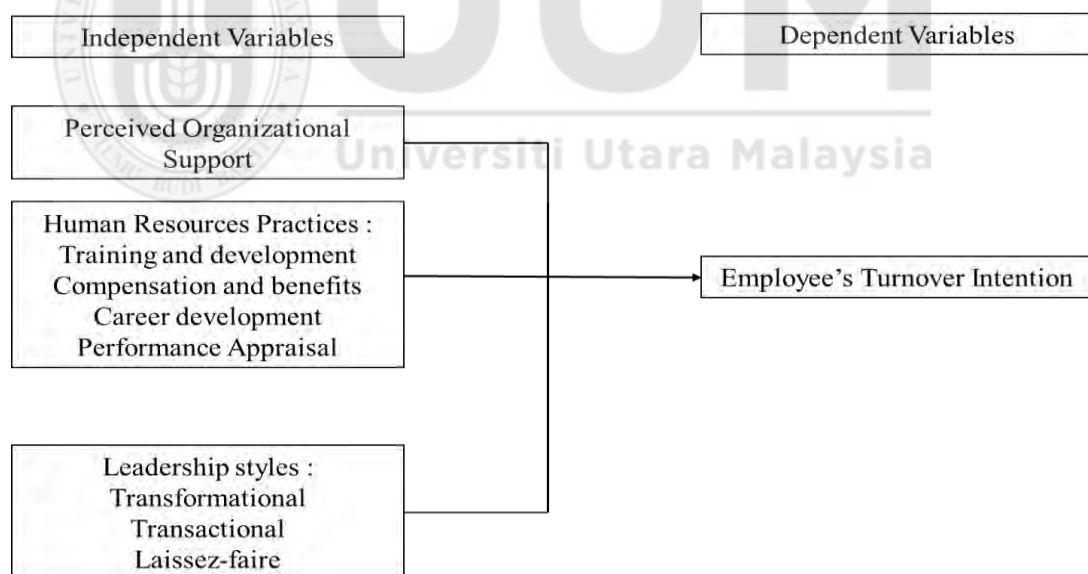 UUM
Universiti Utara Malaysia
Independent Variables
Dependent Variables
Perceived Organizational
Support
Human Resources Practices :
Training and development
Compensation and benefits
Career development
Performance Appraisal
Employee's Turnover Intention
Leadership styles :
Transformational
Transactional
Laissez-faire